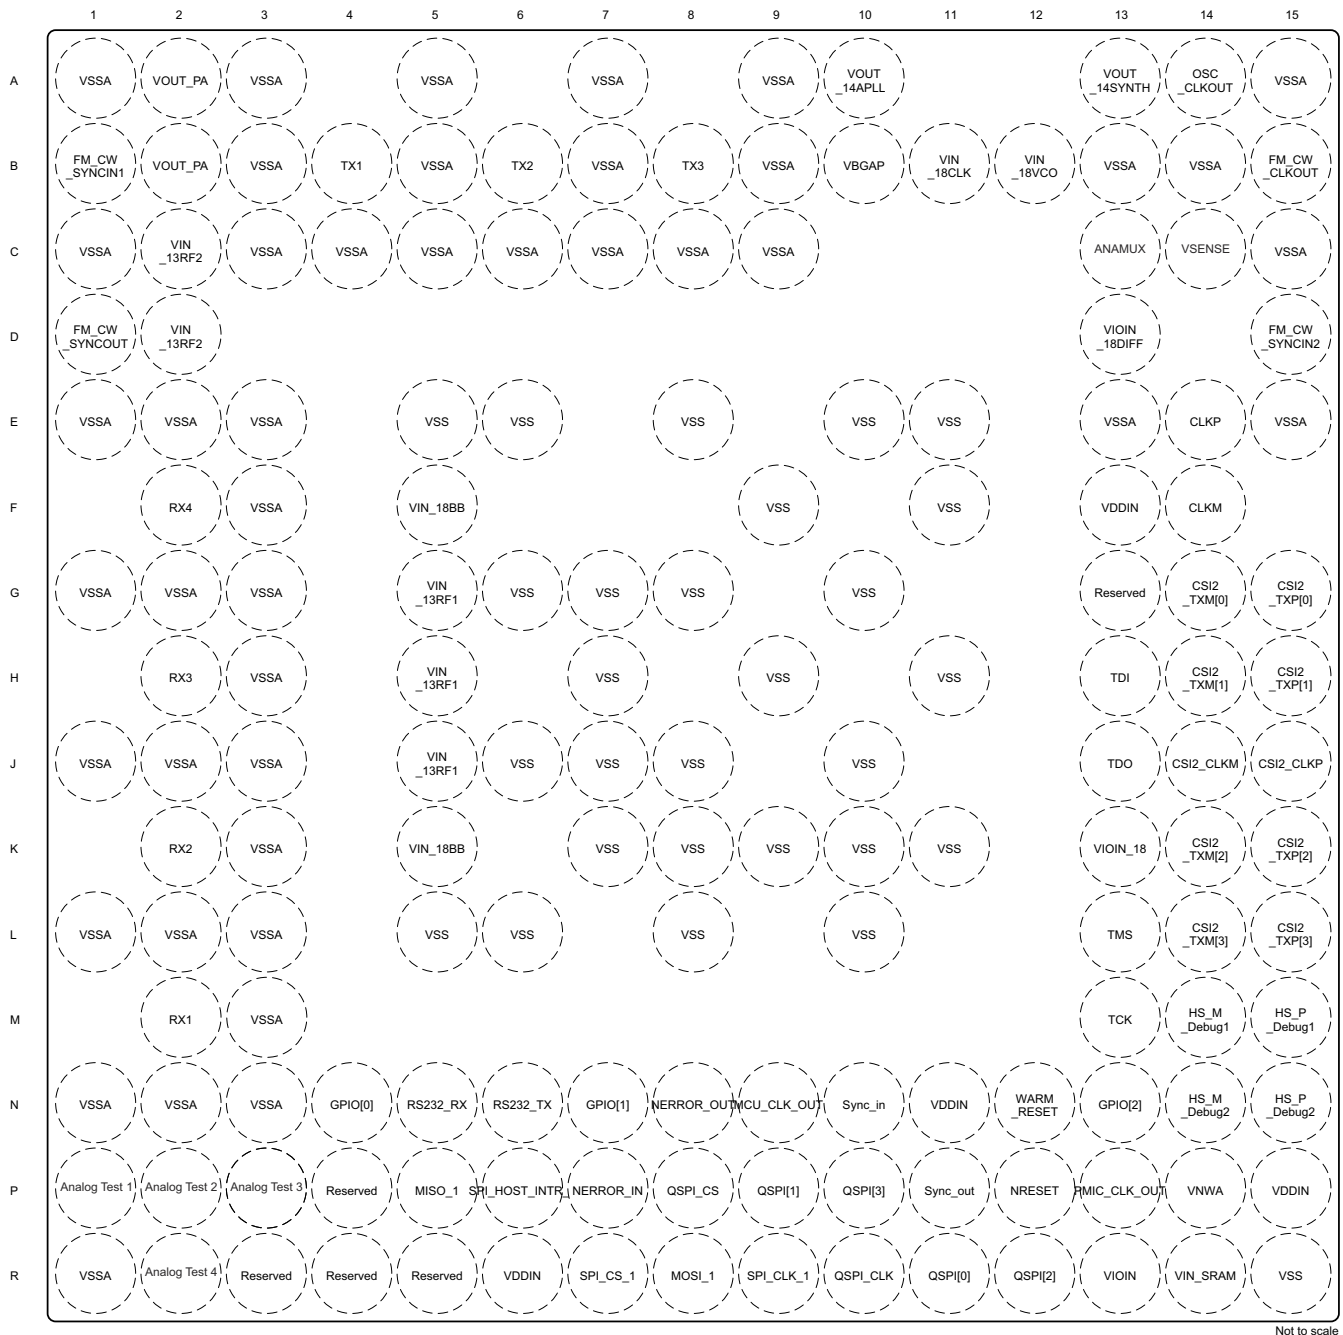 1 2 3 4 5 6 7 8 9 10 11 12 13 14 15
A VSSA VOUT_PA VSSA VSSA VSSA VSSA VOUT _14APLL VOUT _14SYNTH OSC _CLKOUT VSSA
B FM_CW _SYNCIN1 VOUT_PA VSSA TX1 VSSA TX2 VSSA TX3 VSSA VBGAP VIN _18CLK VIN _18VCO VSSA VSSA FM_CW _CLKOUT
C VSSA VIN _13RF2 VSSA VSSA VSSA VSSA VSSA VSSA VSSA ANAMUX VSENSE VSSA
D FM_CW _SYNCOUT VIN _13RF2 VIOIN _18DIFF FM_CW _SYNCIN2
E VSSA VSSA VSSA VSS VSS VSS VSS VSS VSSA CLKP VSSA
F RX4 VSSA VIN_18BB VSS VSS VDDIN CLKM
G VSSA VSSA VSSA VIN _13RF1 VSS VSS VSS VSS Reserved CSI2 _TXM[0] CSI2 _TXP[0]
H RX3 VSSA VIN _13RF1 VSS VSS VSS TDI CSI2 _TXM[1] CSI2 _TXP[1]
J VSSA VSSA VSSA VIN _13RF1 VSS VSS VSS VSS TDO CSI2_CLKM CSI2_CLKP
K RX2 VSSA VIN_18BB VSS VSS VSS VSS VSS VIOIN_18 CSI2 _TXM[2] CSI2 _TXP[2]
L VSSA VSSA VSSA VSS VSS VSS VSS TMS CSI2 _TXM[3] CSI2 _TXP[3]
M RX1 VSSA TCK HS_M _Debug1 HS_P _Debug1
N VSSA VSSA VSSA GPIO[0] RS232_RX RS232_TX GPIO[1] NERROR_OUT MCU_CLK_OUT Sync_in VDDIN WARM _RESET GPIO[2] HS_M _Debug2 HS_P _Debug2
P Analog Test 1 Analog Test 2 Analog Test 3 Reserved MISO_1 SPI_HOST_INTR_ NERROR_IN QSPI_CS QSPI[1] QSPI[3] Sync_out NRESET PMIC_CLK_OUT VNWA VDDIN
R VSSA Analog Test 4 Reserved Reserved Reserved VDDIN SPI_CS_1 MOSI_1 SPI_CLK_1 QSPI_CLK QSPI[0] QSPI[2] VIOIN VIN_SRAM VSS
Not to scale